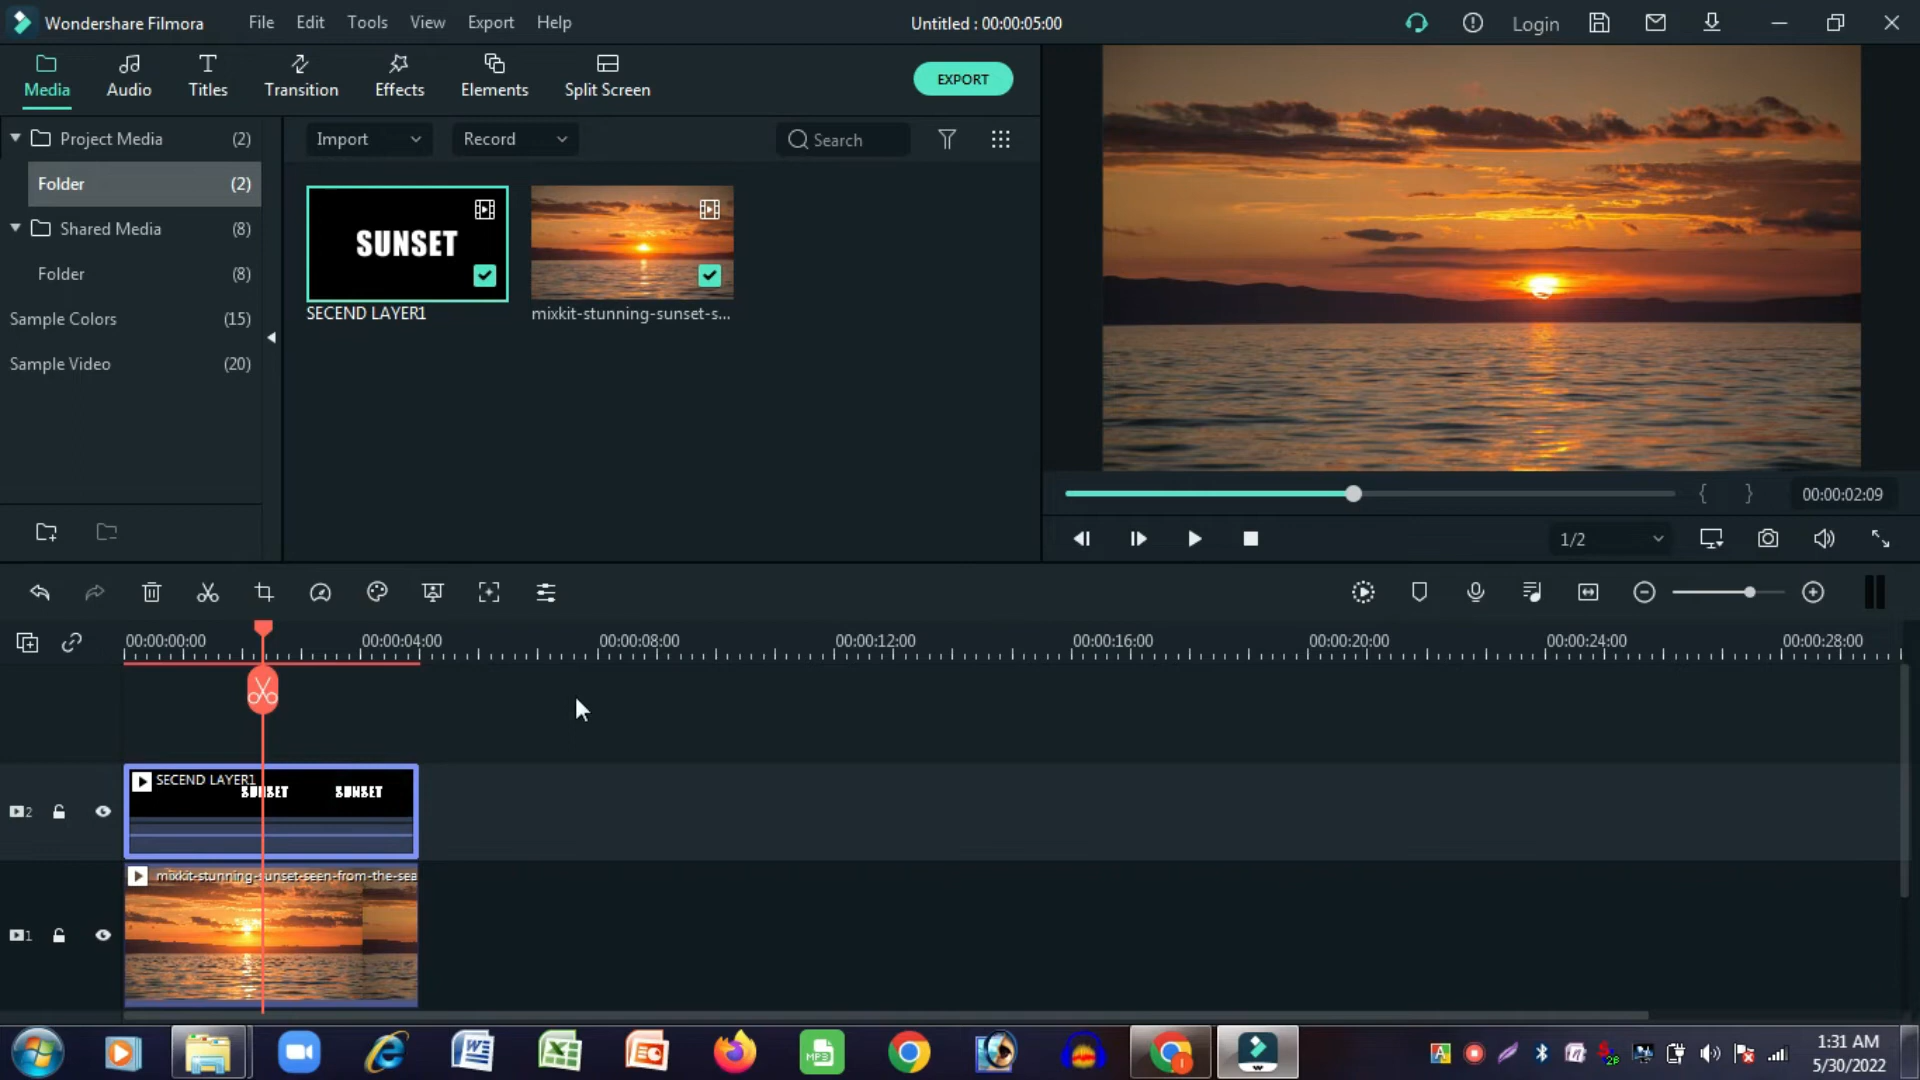 Wondershare Filmora File Edit Tools View Export Help Untitled : 00:00:05:00 Login
Media Audio Titles Transition Effects Elements Split Screen EXPORT
Project Media (2)
Folder (2)
Shared Media (8)
Folder (8)
Sample Colors (15)
Sample Video (20)
Import Record Search
SUNSET
SECEND LAYER1 mixkit-stunning-sunset-s...
00:00:02:09
1/2
00:00:00:00 00:00:04:00 00:00:08:00 00:00:12:00 00:00:16:00 00:00:20:00 00:00:24:00 00:00:28:00
SECEND LAYER1
SUNSET SUNSET
2
mixkit-stunning-sunset-seen-from-the-sea
1
MP3
1:31 AM
5/30/2022